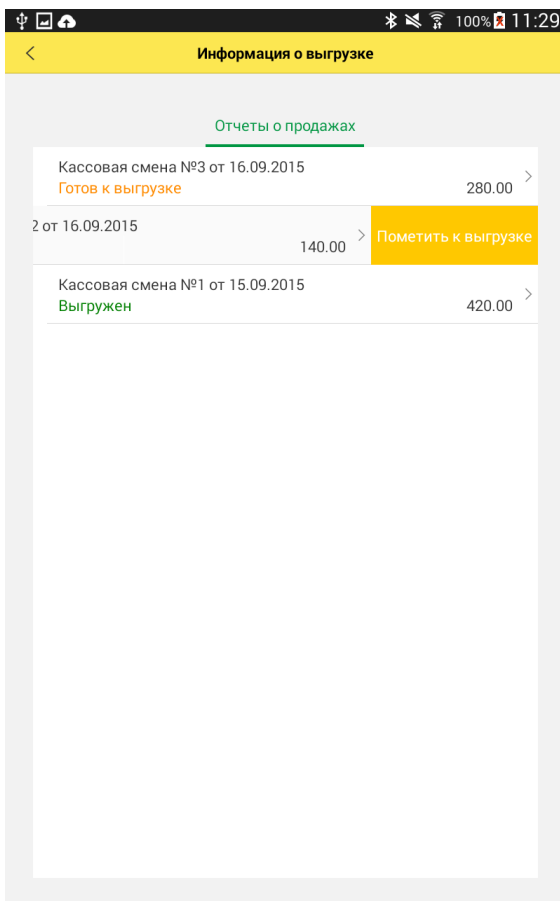 100% 11:29
Информация о выгрузке
Отчеты о продажах
Кассовая смена №3 от 16.09.2015
Готов к выгрузке
280.00
2 от 16.09.2015
140.00
Пометить к выгрузке
Кассовая смена №1 от 15.09.2015
Выгружен
420.00